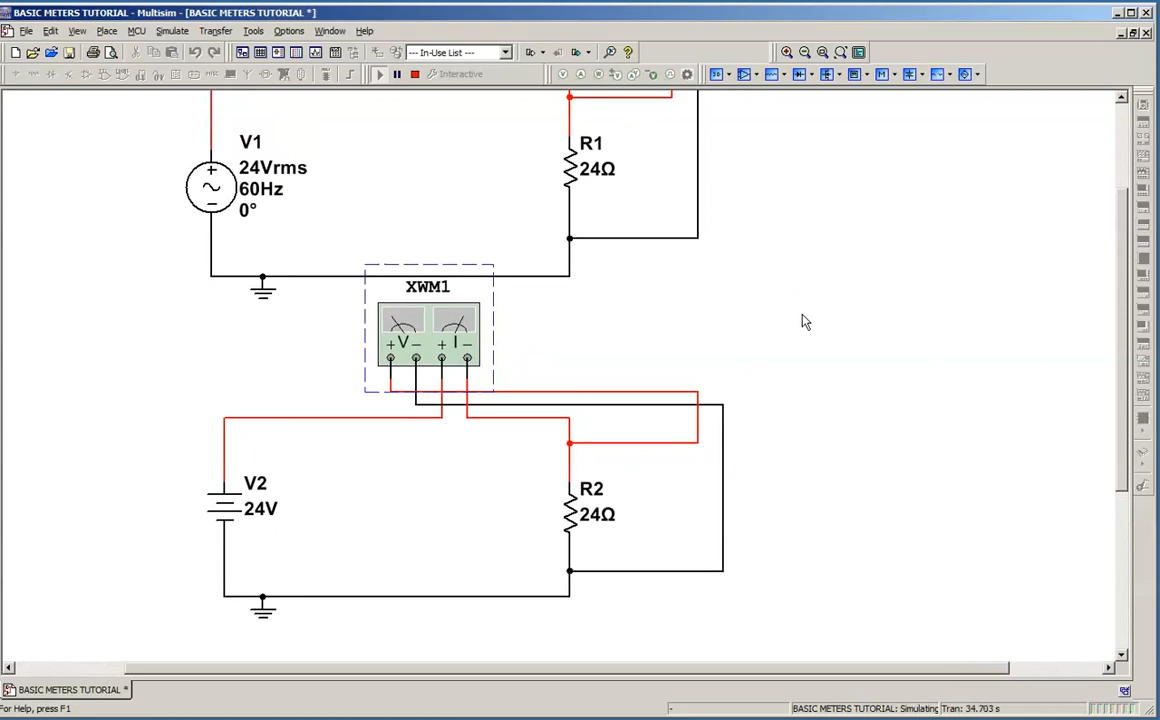 BASIC METERS TUTORIAL - Multisim - [BASIC METERS TUTORIAL *]
File Edit View Place MCU Simulate Transfer Tools Options Window Help
--- In-Use List ---
Interactive
V1
24Vrms
60Hz
0°
R1
24Ω
XWM1
+ V - + I -
V2
24V
R2
24Ω
BASIC METERS TUTORIAL *
For Help, press F1
-
BASIC METERS TUTORIAL: Simulating
Tran: 34.703 s